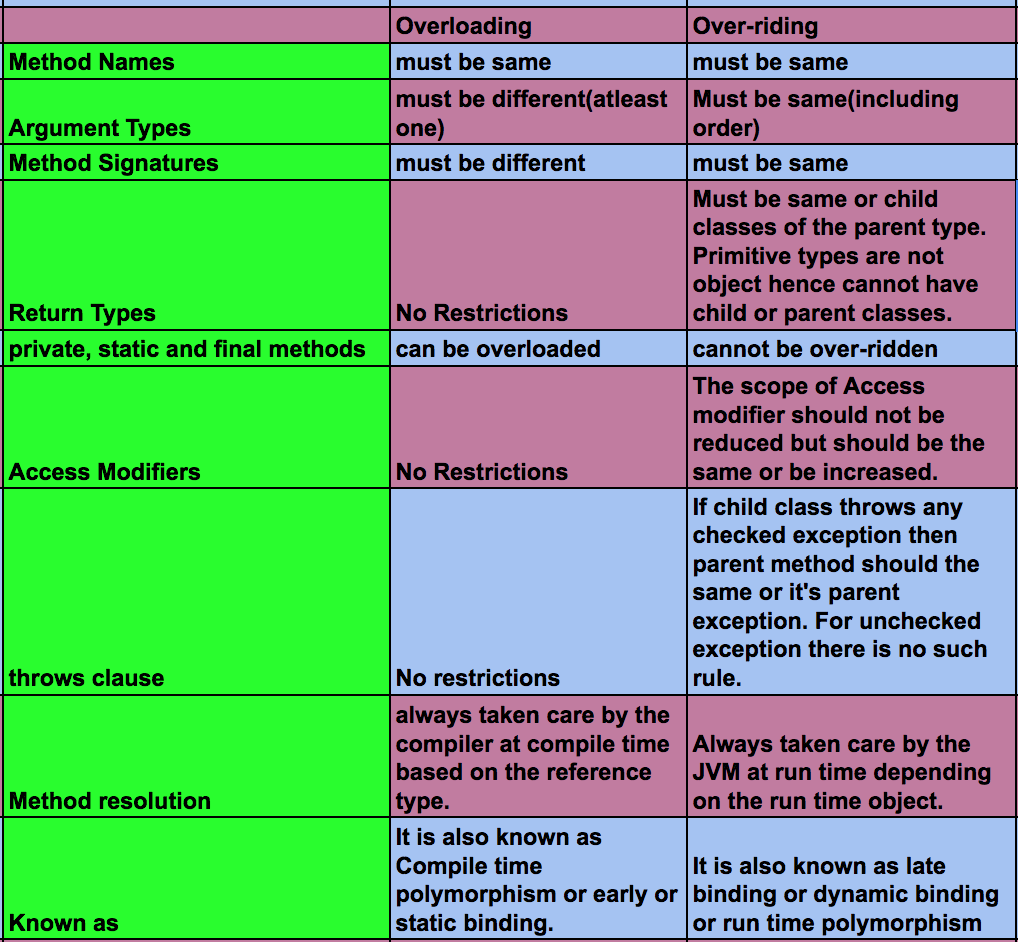 Overloading
Over-riding
Method Names
must be same
must be same
Argument Types
must be different(atleast
one)
Must be same(including
order)
Method Signatures
must be different
must be same
Return Types
No Restrictions
Must be same or child
classes of the parent type.
Primitive types are not
object hence cannot have
child or parent classes.
private, static and final methods
can be overloaded
cannot be over-ridden
Access Modifiers
No Restrictions
The scope of Access
modifier should not be
reduced but should be the
same or be increased.
throws clause
No restrictions
If child class throws any
checked exception then
parent method should the
same or it's parent
exception. For unchecked
exception there is no such
rule.
Method resolution
always taken care by the
compiler at compile time
based on the reference
type.
Always taken care by the
JVM at run time depending
on the run time object.
Known as
It is also known as
Compile time
polymorphism or early or
static binding.
It is also known as late
binding or dynamic binding
or run time polymorphism